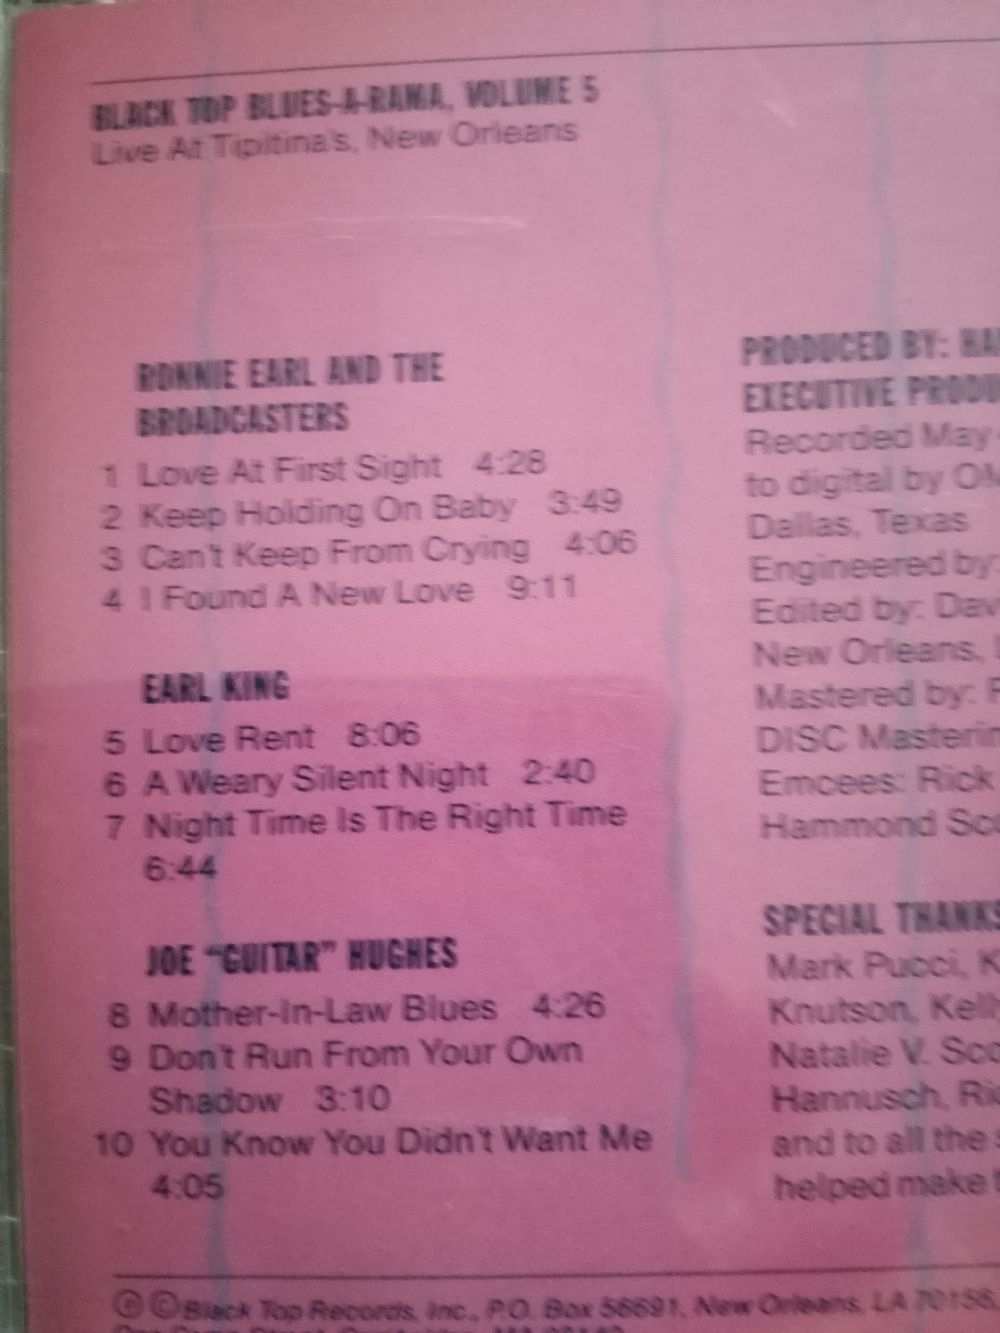 BLACK TOP BLUES-A-RAMA, VOLUME 5
Live At Tipitina's, New Orleans
RONNIE EARL AND THE
BROADCASTERS
1 Love At First Sight 4:28
2 Keep Holding On Baby 3:49
3 Can't Keep From Crying 4:06
4 I Found A New Love 9:11
EARL KING
5 Love Rent 8:06
6 A Weary Silent Night 2:40
7 Night Time Is The Right Time
6:44
JOE "GUITAR" HUGHES
8 Mother-In-Law Blues 4:26
9 Don't Run From Your Own
Shadow 3:10
10 You Know You Didn't Want Me
4:05
PRODUCED BY:
EXECUTIVE
Recorded May
to digital by
Dallas, Texas
Engineered by:
Edited by:
New Orleans,
Mastered by:
DISC
Emcees: Rick
Hammond
SPECIAL THANKS
Mark Pucci,
Knutson,
Natalie V.
Hannusch,
and to all the
helped make
℗ © Black Top Records, Inc., P.O. Box 56691, New Orleans, LA 70156,